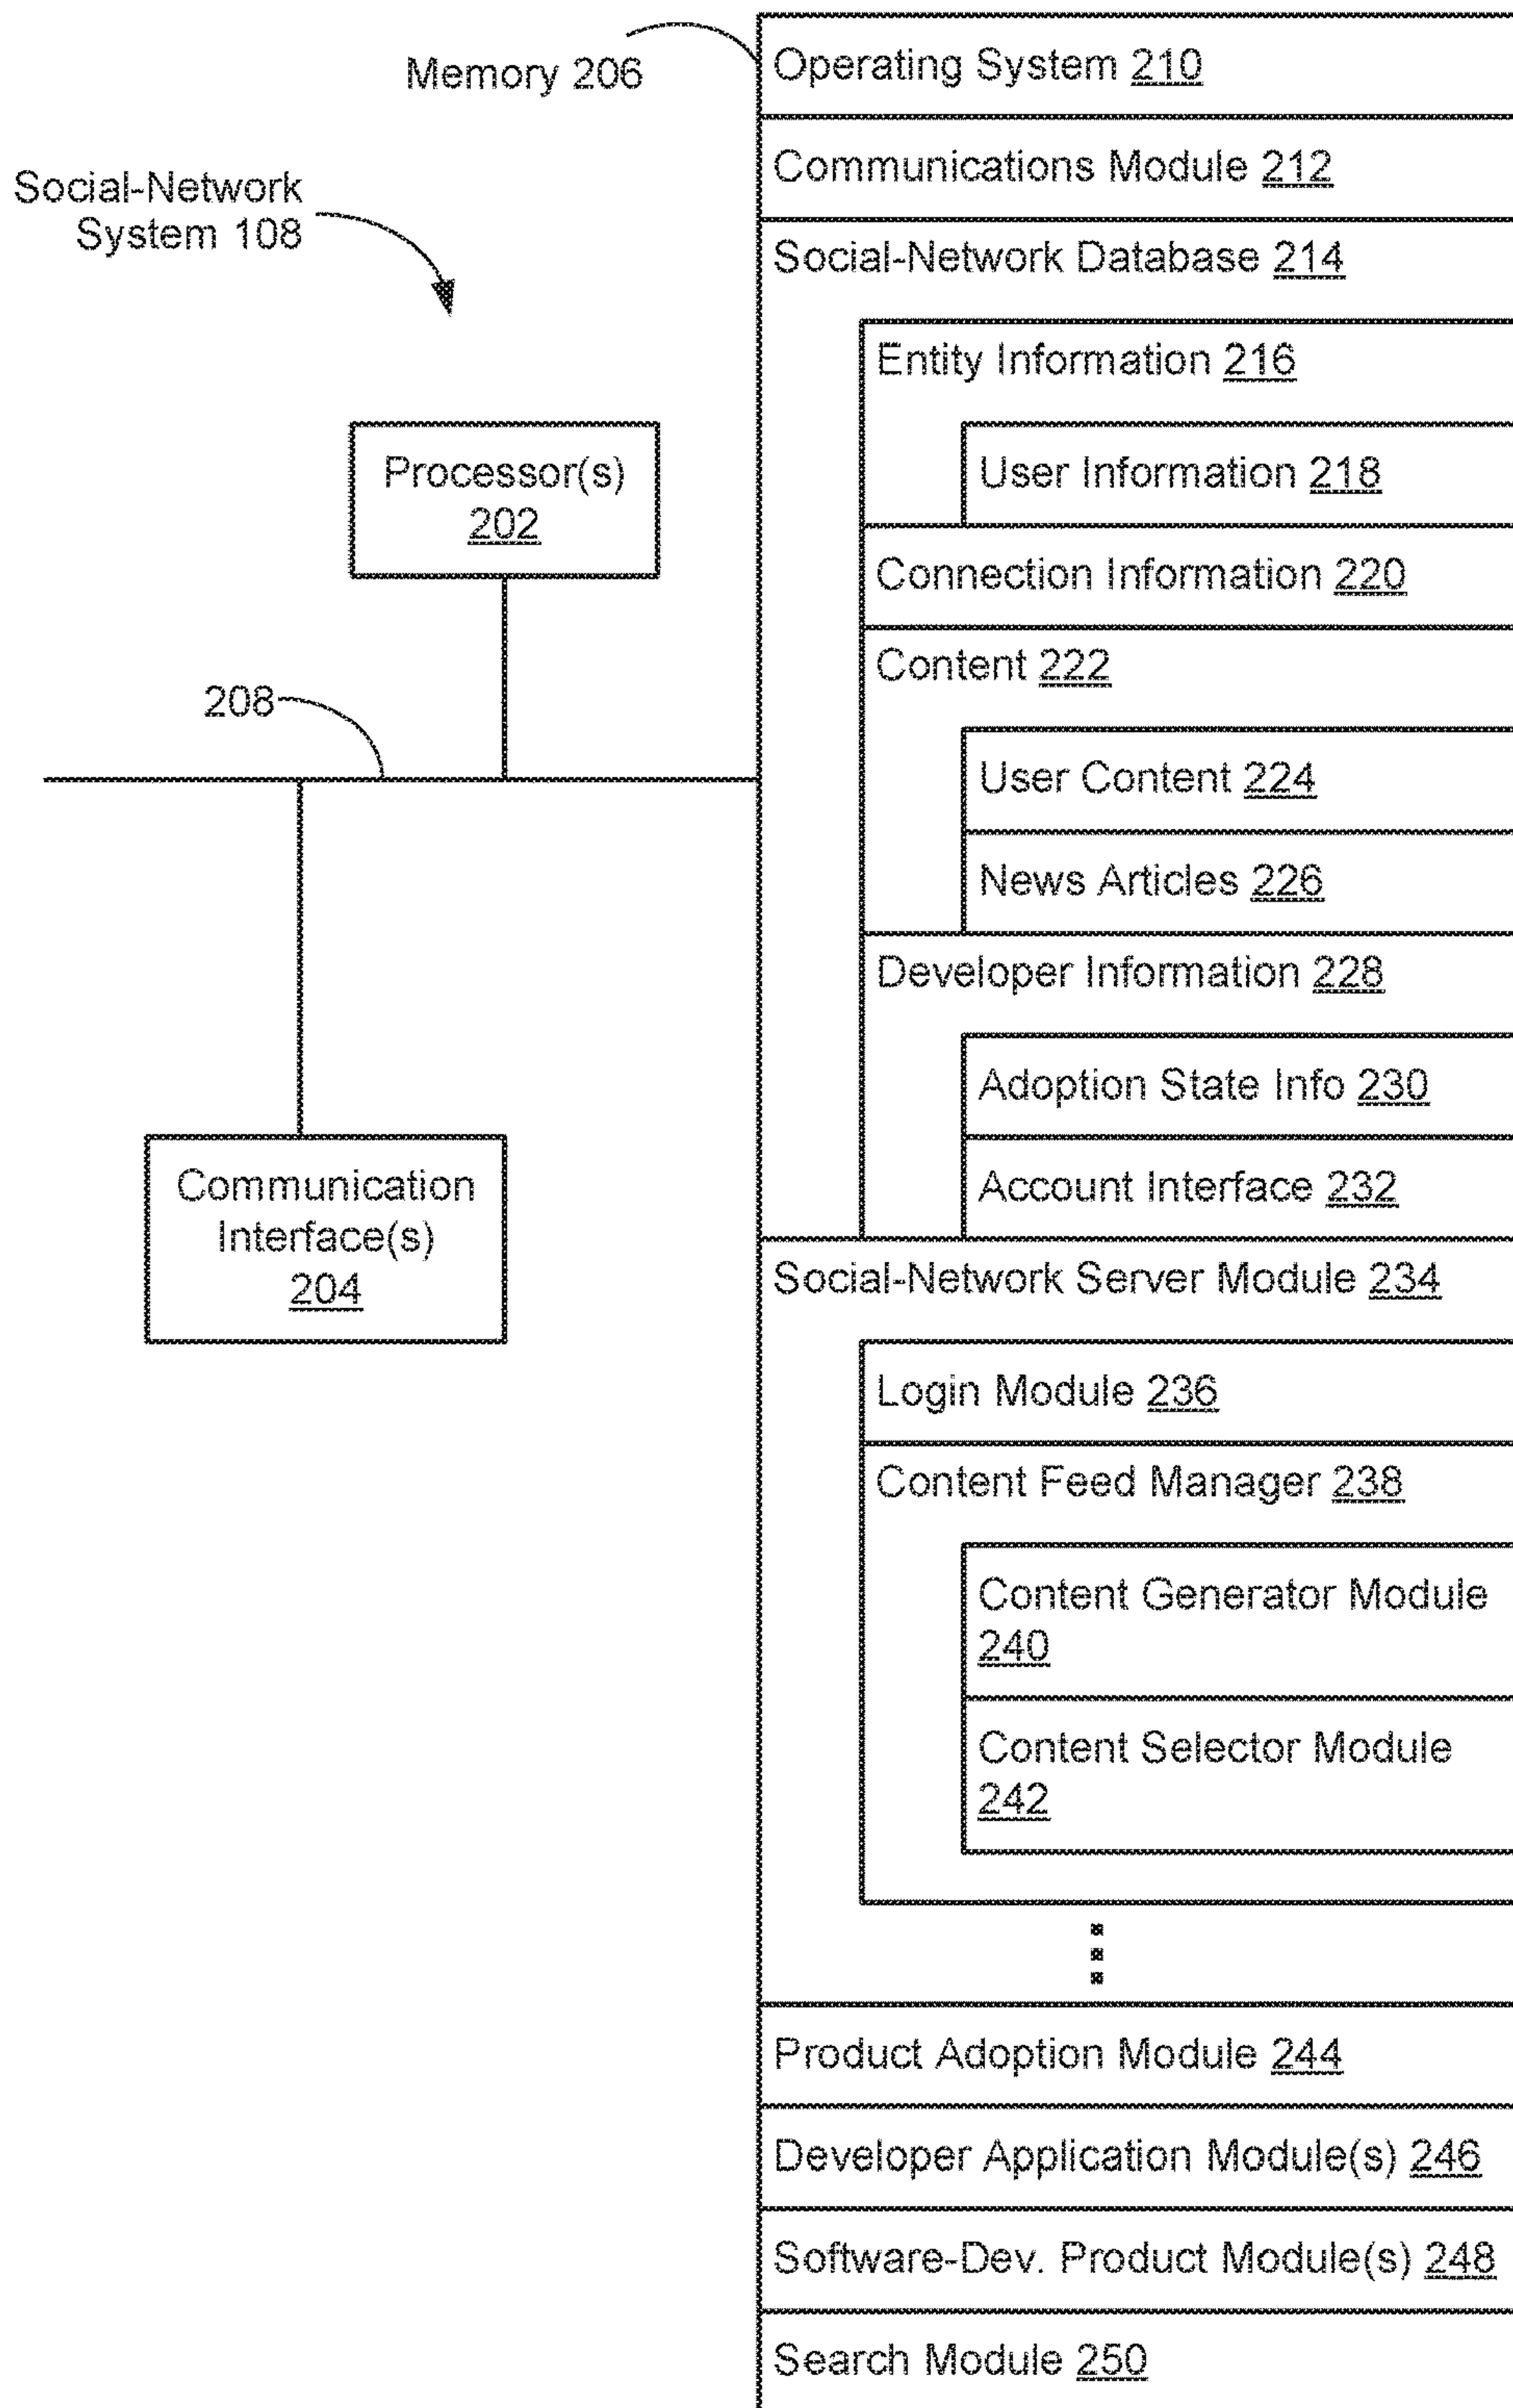 Memory 206
Social-Network
System 108
Processor(s)
202
208
Communication
Interface(s)
204
Operating System 210
Communications Module 212
Social-Network Database 214
Entity Information 216
User Information 218
Connection Information 220
Content 222
User Content 224
News Articles 226
Developer Information 228
Adoption State Info 230
Account Interface 232
Social-Network Server Module 234
Login Module 236
Content Feed Manager 238
Content Generator Module
240
Content Selector Module
242
Product Adoption Module 244
Developer Application Module(s) 246
Software-Dev. Product Module(s) 248
Search Module 250